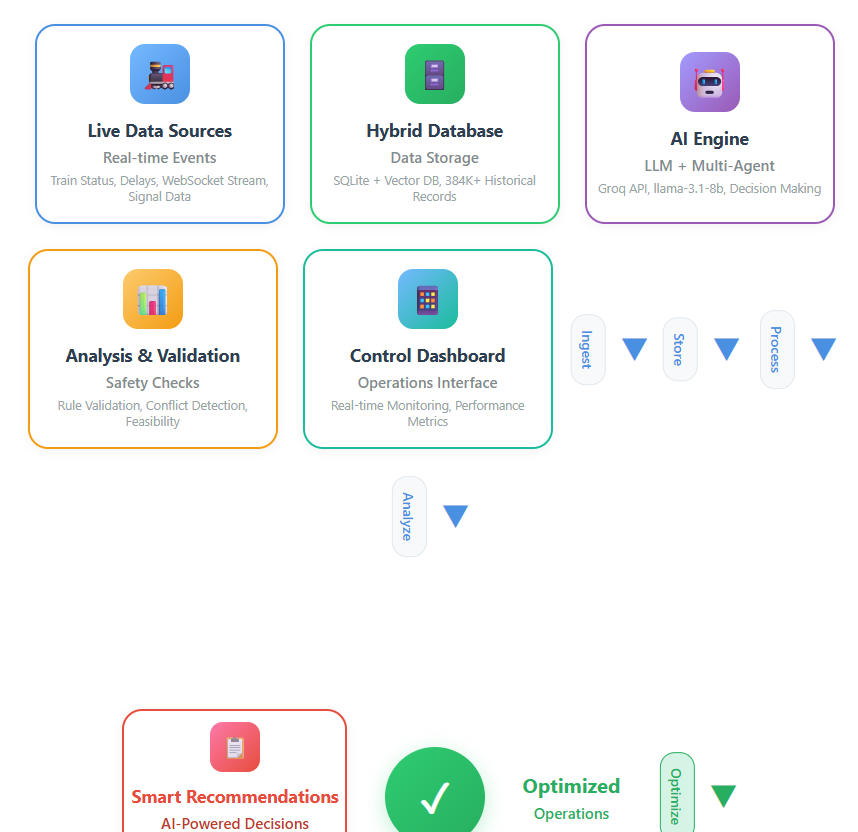 Live Data Sources
Real-time Events
Train Status, Delays, WebSocket Stream,
Signal Data
Hybrid Database
Data Storage
SQLite + Vector DB, 384K+ Historical
Records
AI Engine
LLM + Multi-Agent
Groq API, llama-3.1-8b, Decision Making
Analysis & Validation
Safety Checks
Rule Validation, Conflict Detection,
Feasibility
Control Dashboard
Operations Interface
Real-time Monitoring, Performance
Metrics
Ingest
Store
Process
Analyze
Smart Recommendations
AI-Powered Decisions
Optimized
Operations
Optimize